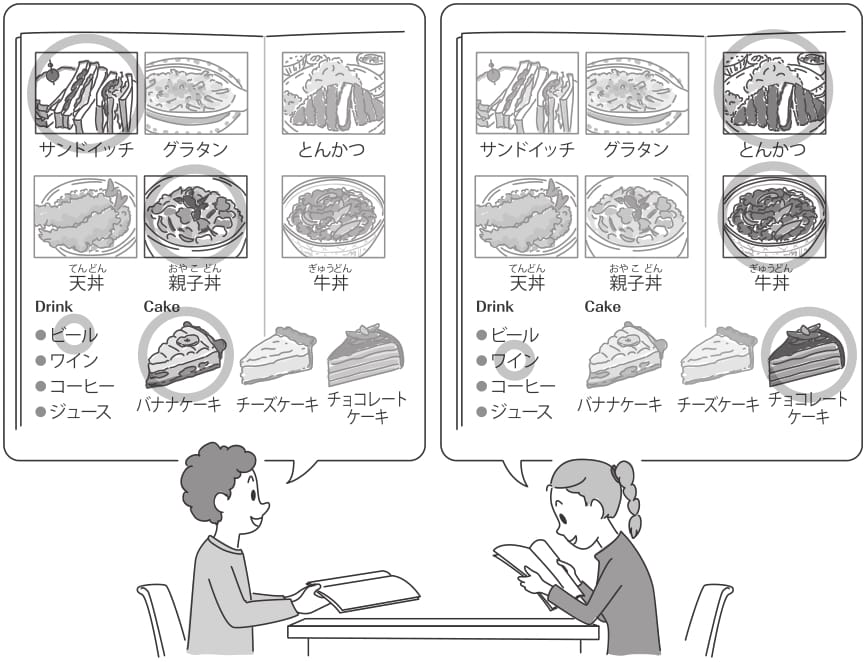 サンドイッチ グラタン とんかつ
てんどん おやこどん ぎゅうどん
天丼 親子丼 牛丼
Drink Cake
ビール
ワイン
コーヒー
ジュース
バナナケーキ チーズケーキ チョコレート
ケーキ
サンドイッチ グラタン とんかつ
てんどん おやこどん ぎゅうどん
天丼 親子丼 牛丼
Drink Cake
ビール
ワイン
コーヒー
ジュース
バナナケーキ チーズケーキ チョコレート
ケーキ